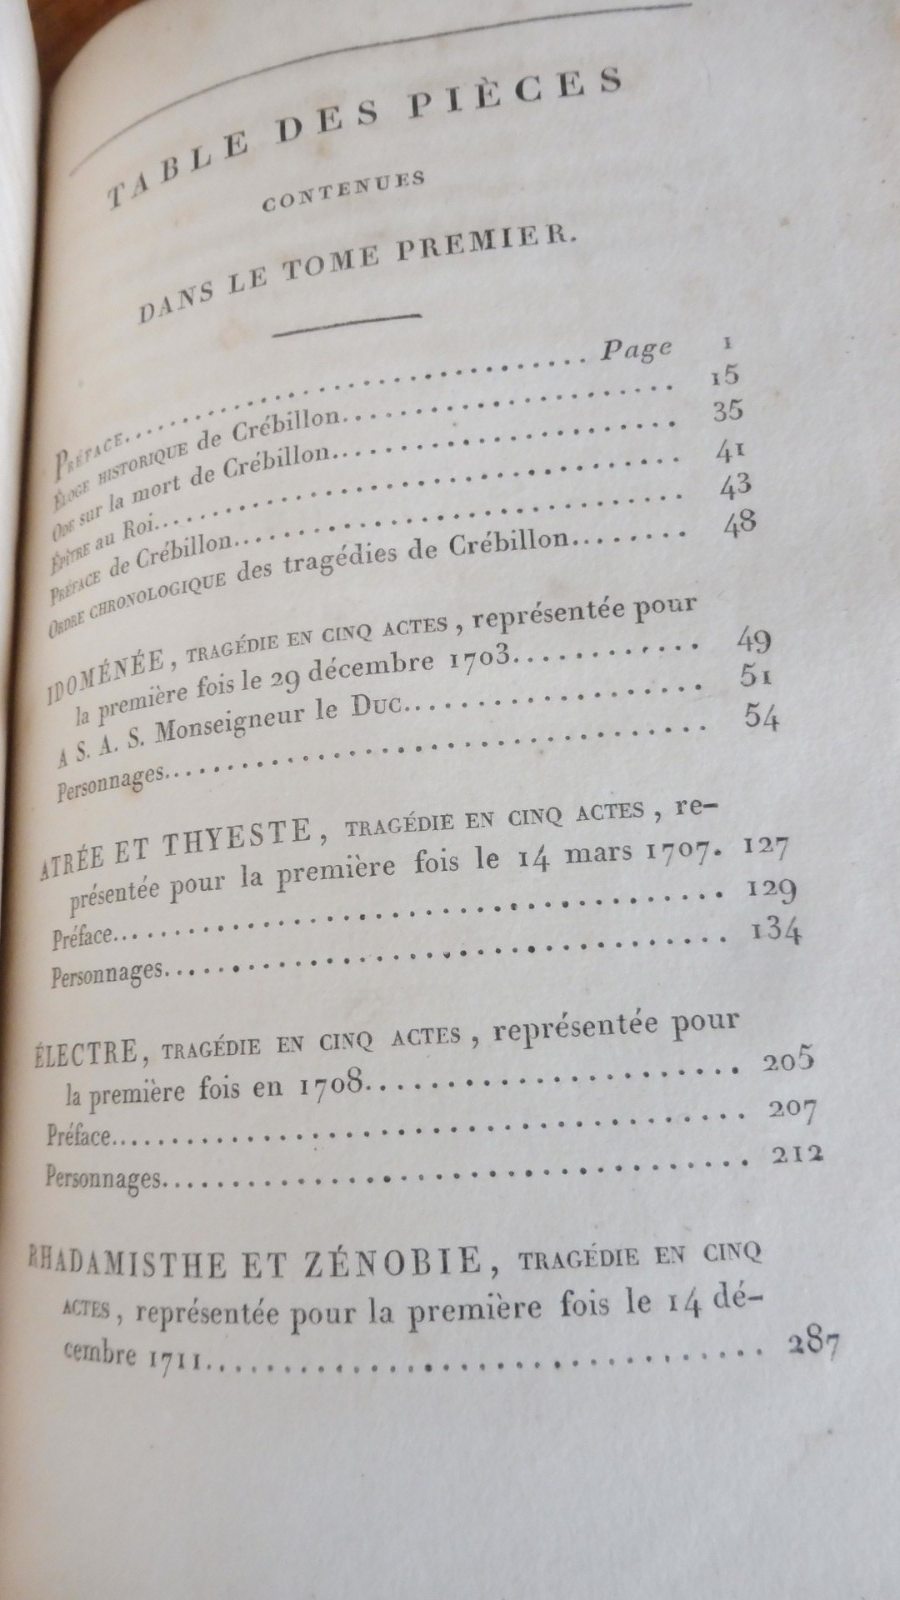 TABLE DES PIÈCES
CONTENUES
DANS LE TOME PREMIER.
PRÉFACE.................................. Page 1
ÉLOGE HISTORIQUE de Crébillon........................ 15
ODE sur la mort de Crébillon........................ 35
ÉPÎTRE au Roi.................................... 41
PRÉFACE de Crébillon............................. 43
ORDRE CHRONOLOGIQUE des tragédies de Crébillon........ 48
IDOMÉNÉE, TRAGÉDIE EN CINQ ACTES, représentée pour
la première fois le 29 décembre 1703............ 49
A S. A. S. Monseigneur le Duc.................. 51
Personnages.................................. 54
ATRÉE ET THYESTE, TRAGÉDIE EN CINQ ACTES, re-
présentée pour la première fois le 14 mars 1707. 127
Préface..................................... 129
Personnages.................................. 134
ÉLECTRE, TRAGÉDIE EN CINQ ACTES, représentée pour
la première fois en 1708....................... 205
Préface..................................... 207
Personnages.................................. 212
RHADAMISTHE ET ZÉNOBIE, TRAGÉDIE EN CINQ
ACTES, représentée pour la première fois le 14 dé-
cembre 1711.................................. 287